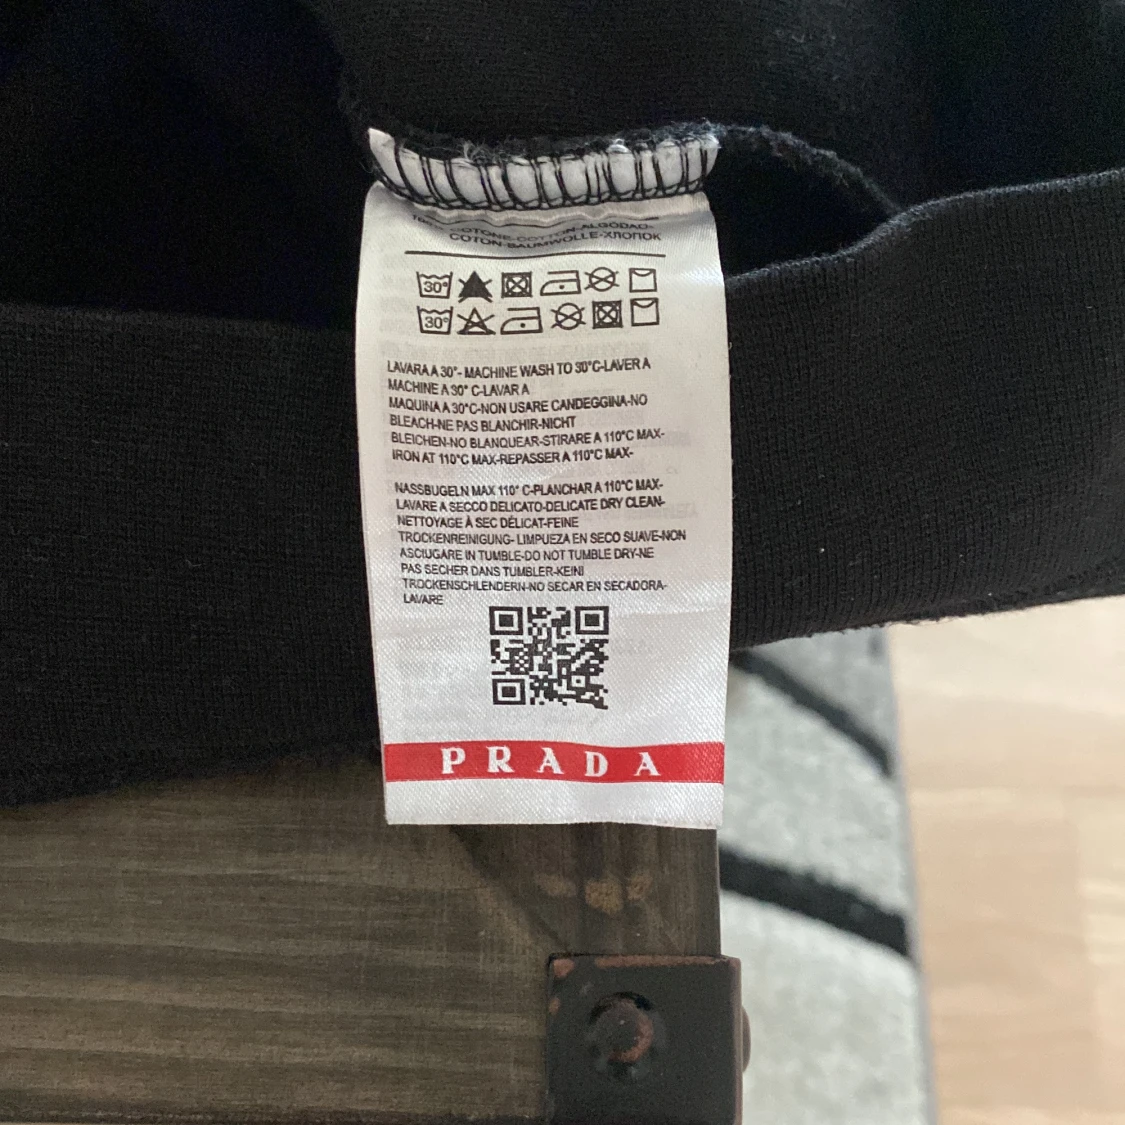 COTONE-COTTON-ALGODAO-
COTON-BAUMWOLLE-ХЛОПОК
30°
30°
LAVARA A 30°- MACHINE WASH TO 30°C-LAVER A
MACHINE A 30° C-LAVAR A
MAQUINA A 30°C-NON USARE CANDEGGINA-NO
BLEACH-NE PAS BLANCHIR-NICHT
BLEICHEN-NO BLANQUEAR-STIRARE A 110°C MAX-
IRON AT 110°C MAX-REPASSER A 110°C MAX-
NASSBUGELN MAX 110° C-PLANCHAR A 110°C MAX-
LAVARE A SECCO DELICATO-DELICATE DRY CLEAN-
NETTOYAGE À SEC DÉLICAT-FEINE
TROCKENREINIGUNG- LIMPUEZA EN SECO SUAVE-NON
ASCIUGARE IN TUMBLE-DO NOT TUMBLE DRY-NE
PAS SECHER DANS TUMBLER-KEINI
TROCKENSCHLENDERN-NO SECAR EN SECADORA-
LAVARE
PRADA